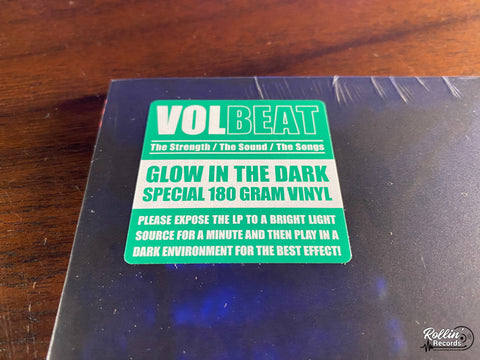 VOLBEAT
The Strength / The Sound / The Songs
GLOW IN THE DARK
SPECIAL 180 GRAM VINYL
PLEASE EXPOSE THE LP TO A BRIGHT LIGHT
SOURCE FOR A MINUTE AND THEN PLAY IN A
DARK ENVIRONMENT FOR THE BEST EFFECT!
Rollin
Records